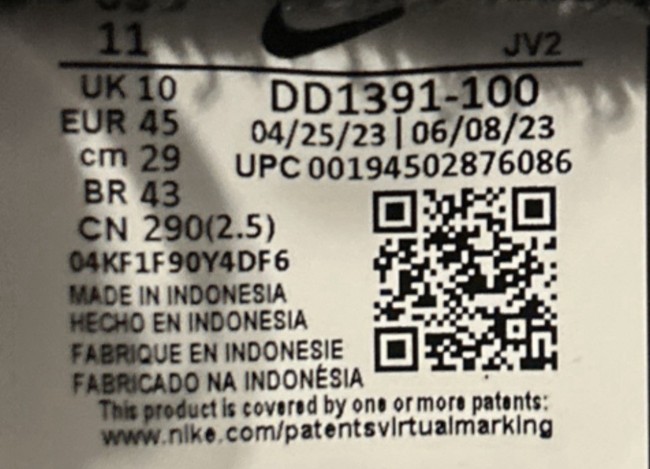 11
JV2
UK 10
EUR 45
cm 29
BR 43
CN 290(2.5)
04KF1F90Y4DF6
DD1391-100
04/25/23 | 06/08/23
UPC 00194502876086
MADE IN INDONESIA
HECHO EN INDONESIA
FABRIQUE EN INDONESIE
FABRICADO NA INDONÉSIA
This product is covered by one or more patents:
www.nike.com/patentsvirtualmarking